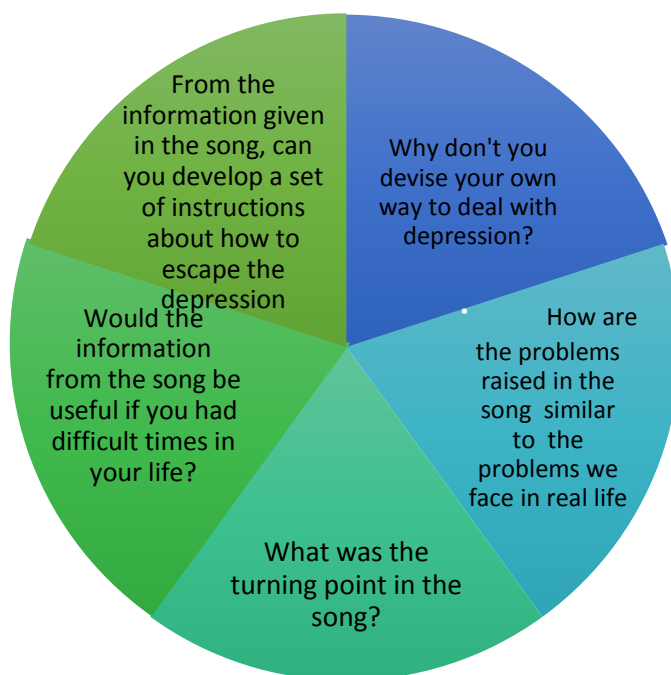 From the
information given
in the song, can
you develop a set
of instructions
about how to
escape the
depression
Why don't you
devise your own
way to deal with
depression?
How are
the problems
raised in the
song similar
to the
problems we
face in real life
What was the
turning point in the
song?
Would the
information
from the song be
useful if you had
difficult times in
your life?